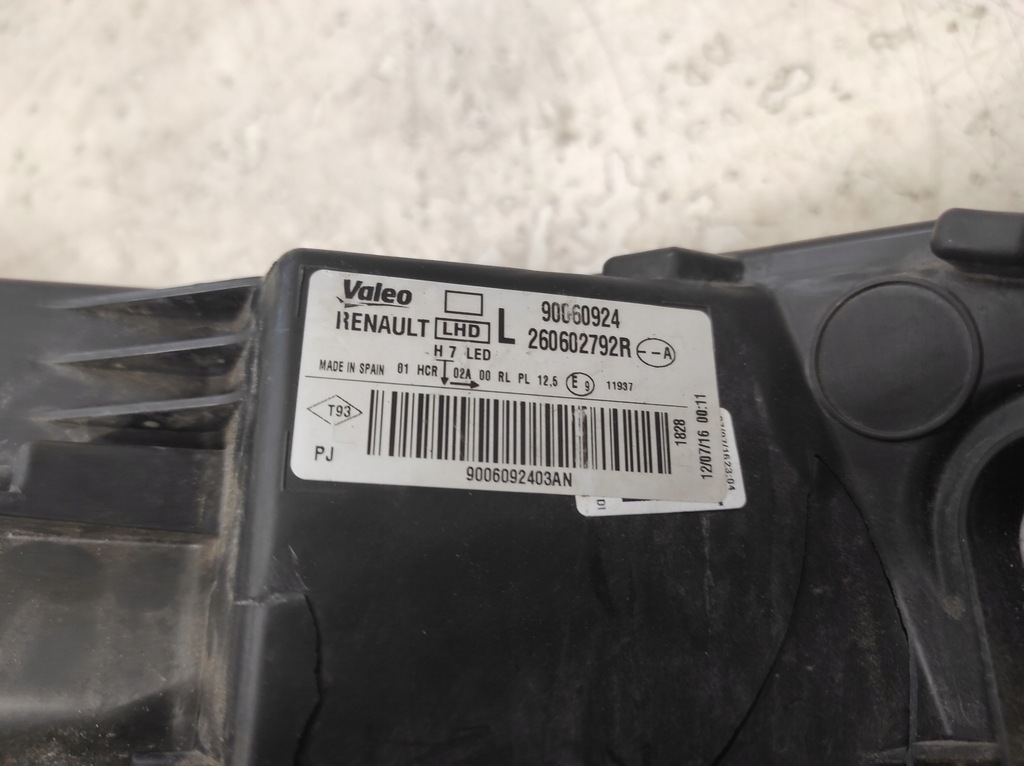 Valeo
90060924
RENAULT LHD L 260602792R --A
H7 LED
MADE IN SPAIN 01 HCR 02A 00 RL PL 12,5 E9 11937
T93
PJ
9006092403AN
1828
12/07/16 00:11